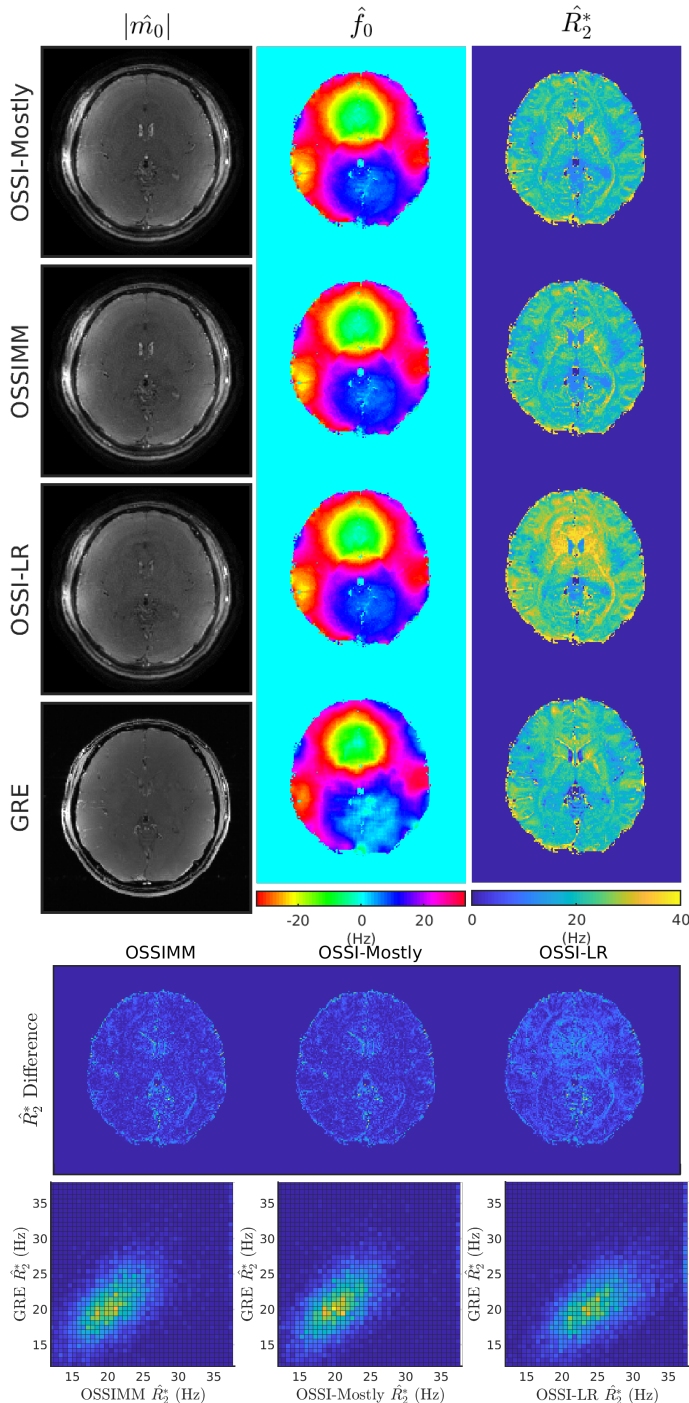 |m̂₀| f̂₀ R̂₂*
OSSI-Mostly
OSSIMM
OSSI-LR
GRE
-20 0 20
(Hz)
0 20 40
(Hz)
OSSIMM OSSI-Mostly OSSI-LR
R̂₂* Difference
35
30
25
20
15
GRE R̂₂* (Hz)
15 20 25 30 35
OSSIMM R̂₂* (Hz)
35
30
25
20
15
GRE R̂₂* (Hz)
15 20 25 30 35
OSSI-Mostly R̂₂* (Hz)
35
30
25
20
15
GRE R̂₂* (Hz)
15 20 25 30 35
OSSI-LR R̂₂* (Hz)